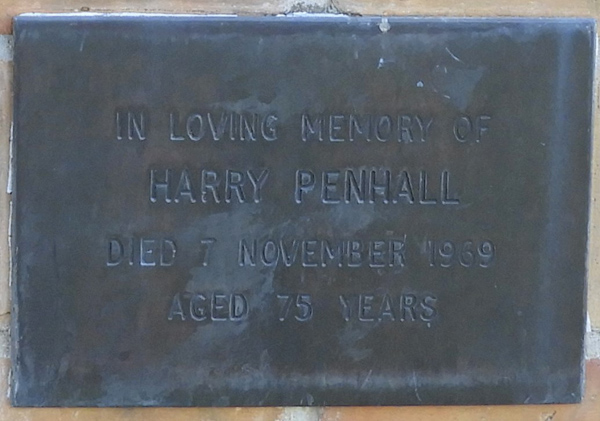 IN LOVING MEMORY OF
HARRY PENHALL
DIED 7 NOVEMBER 1969
AGED 75 YEARS